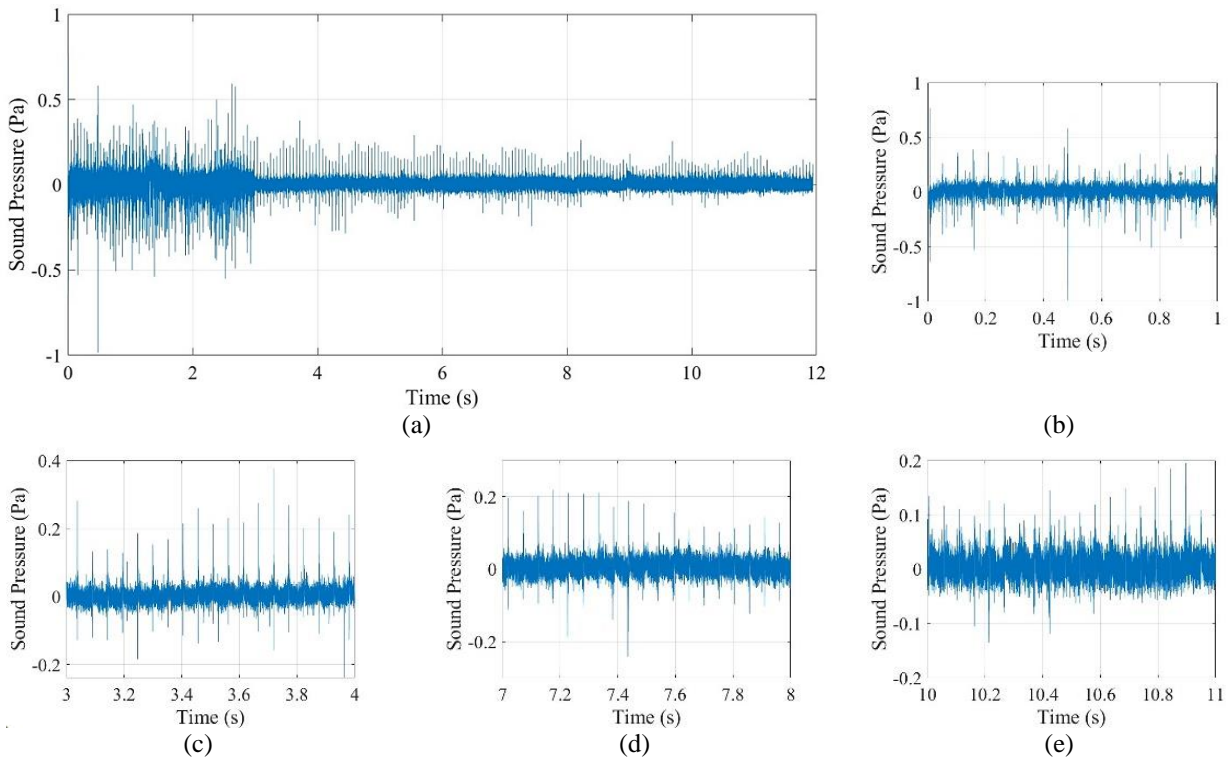 1
0.5
0
-0.5
-1
Sound Pressure (Pa)
0 2 4 6 8 10 12
Time (s)
(a)
1
0.5
0
-0.5
-1
Sound Pressure (Pa)
0 0.2 0.4 0.6 0.8 1
Time (s)
(b)
0.4
0.2
0
-0.2
Sound Pressure (Pa)
3 3.2 3.4 3.6 3.8 4
Time (s)
(c)
0.2
0
-0.2
Sound Pressure (Pa)
7 7.2 7.4 7.6 7.8 8
Time (s)
(d)
0.2
0.1
0
-0.1
-0.2
Sound Pressure (Pa)
10 10.2 10.4 10.6 10.8 11
Time (s)
(e)